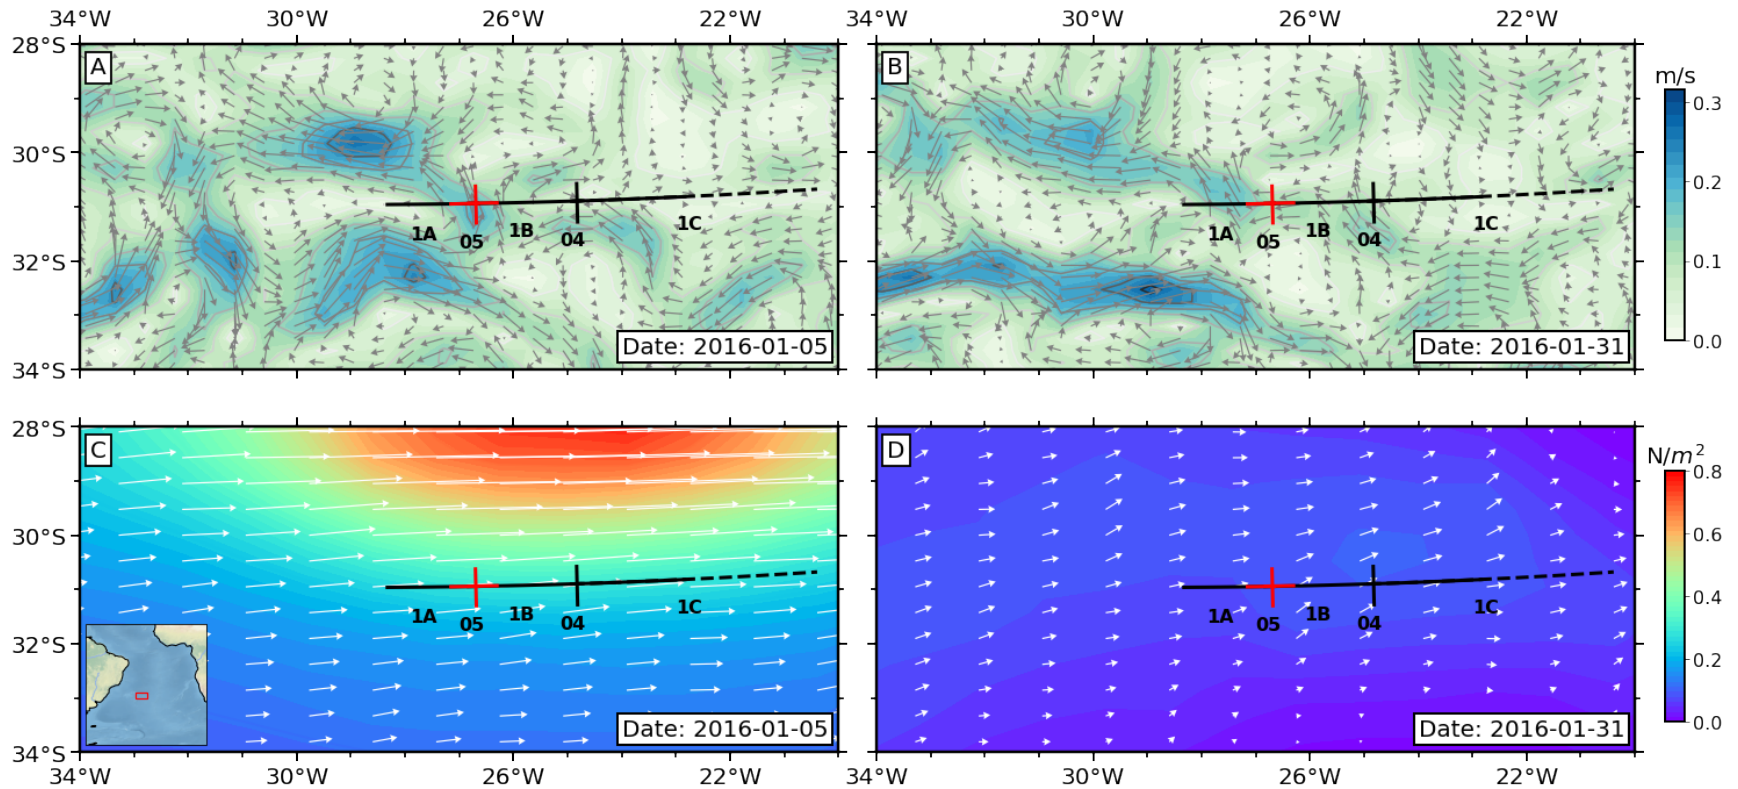 34°W 30°W 26°W 22°W 34°W 30°W 26°W 22°W
28°S
A
B
m/s
0.3
30°S
0.2
1A 05 1B 04 1C
1A 05 1B 04 1C
32°S
0.1
Date: 2016-01-05
Date: 2016-01-31
0.0
34°S
28°S
C
D
N/m²
0.8
30°S
0.6
1A 05 1B 04 1C
1A 05 1B 04 1C
0.4
32°S
0.2
Date: 2016-01-05
Date: 2016-01-31
0.0
34°S
34°W 30°W 26°W 22°W 34°W 30°W 26°W 22°W